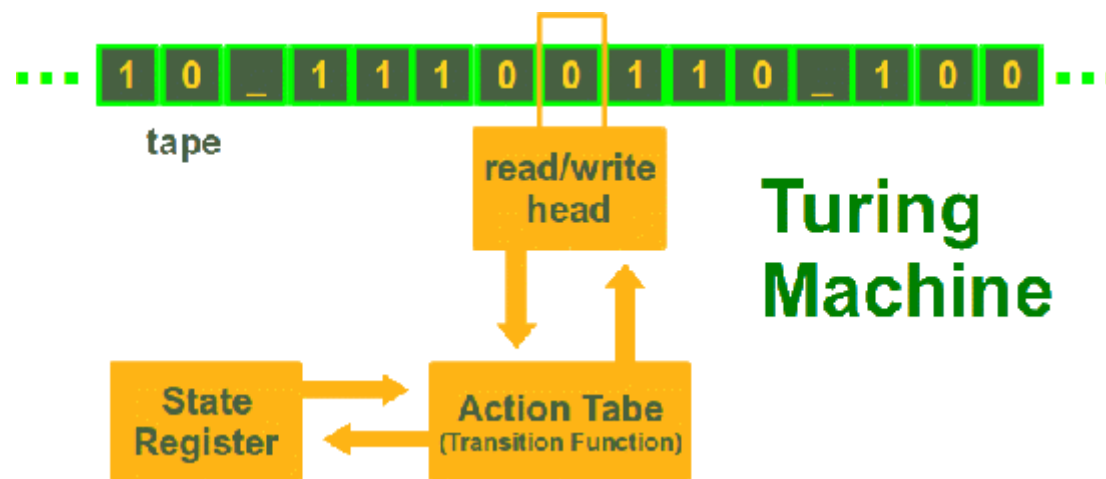 1 0 _ 1 1 1 0 0 1 1 0 _ 1 0 0
tape
read/write
head
Turing
Machine
State
Register
Action Tabe
(Transition Function)